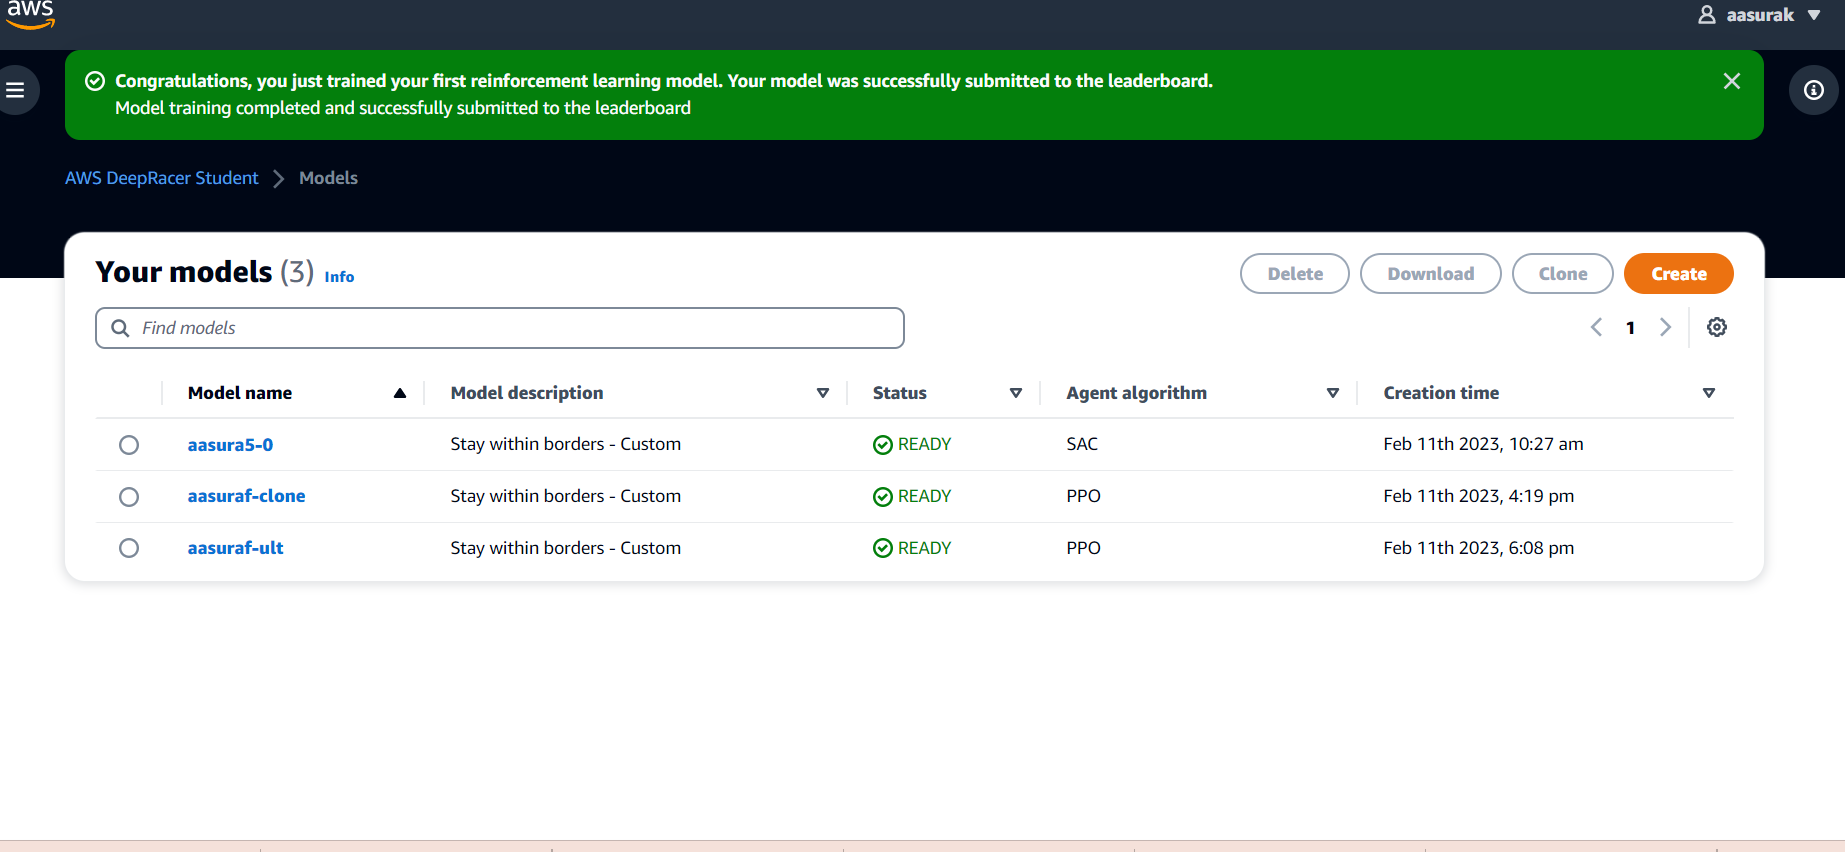 aws
aasurak
Congratulations, you just trained your first reinforcement learning model. Your model was successfully submitted to the leaderboard.
Model training completed and successfully submitted to the leaderboard
AWS DeepRacer Student > Models
Your models (3) Info
Delete Download Clone Create
Find models
1
Model name Model description Status Agent algorithm Creation time
aasura5-0 Stay within borders - Custom READY SAC Feb 11th 2023, 10:27 am
aasuraf-clone Stay within borders - Custom READY PPO Feb 11th 2023, 4:19 pm
aasuraf-ult Stay within borders - Custom READY PPO Feb 11th 2023, 6:08 pm